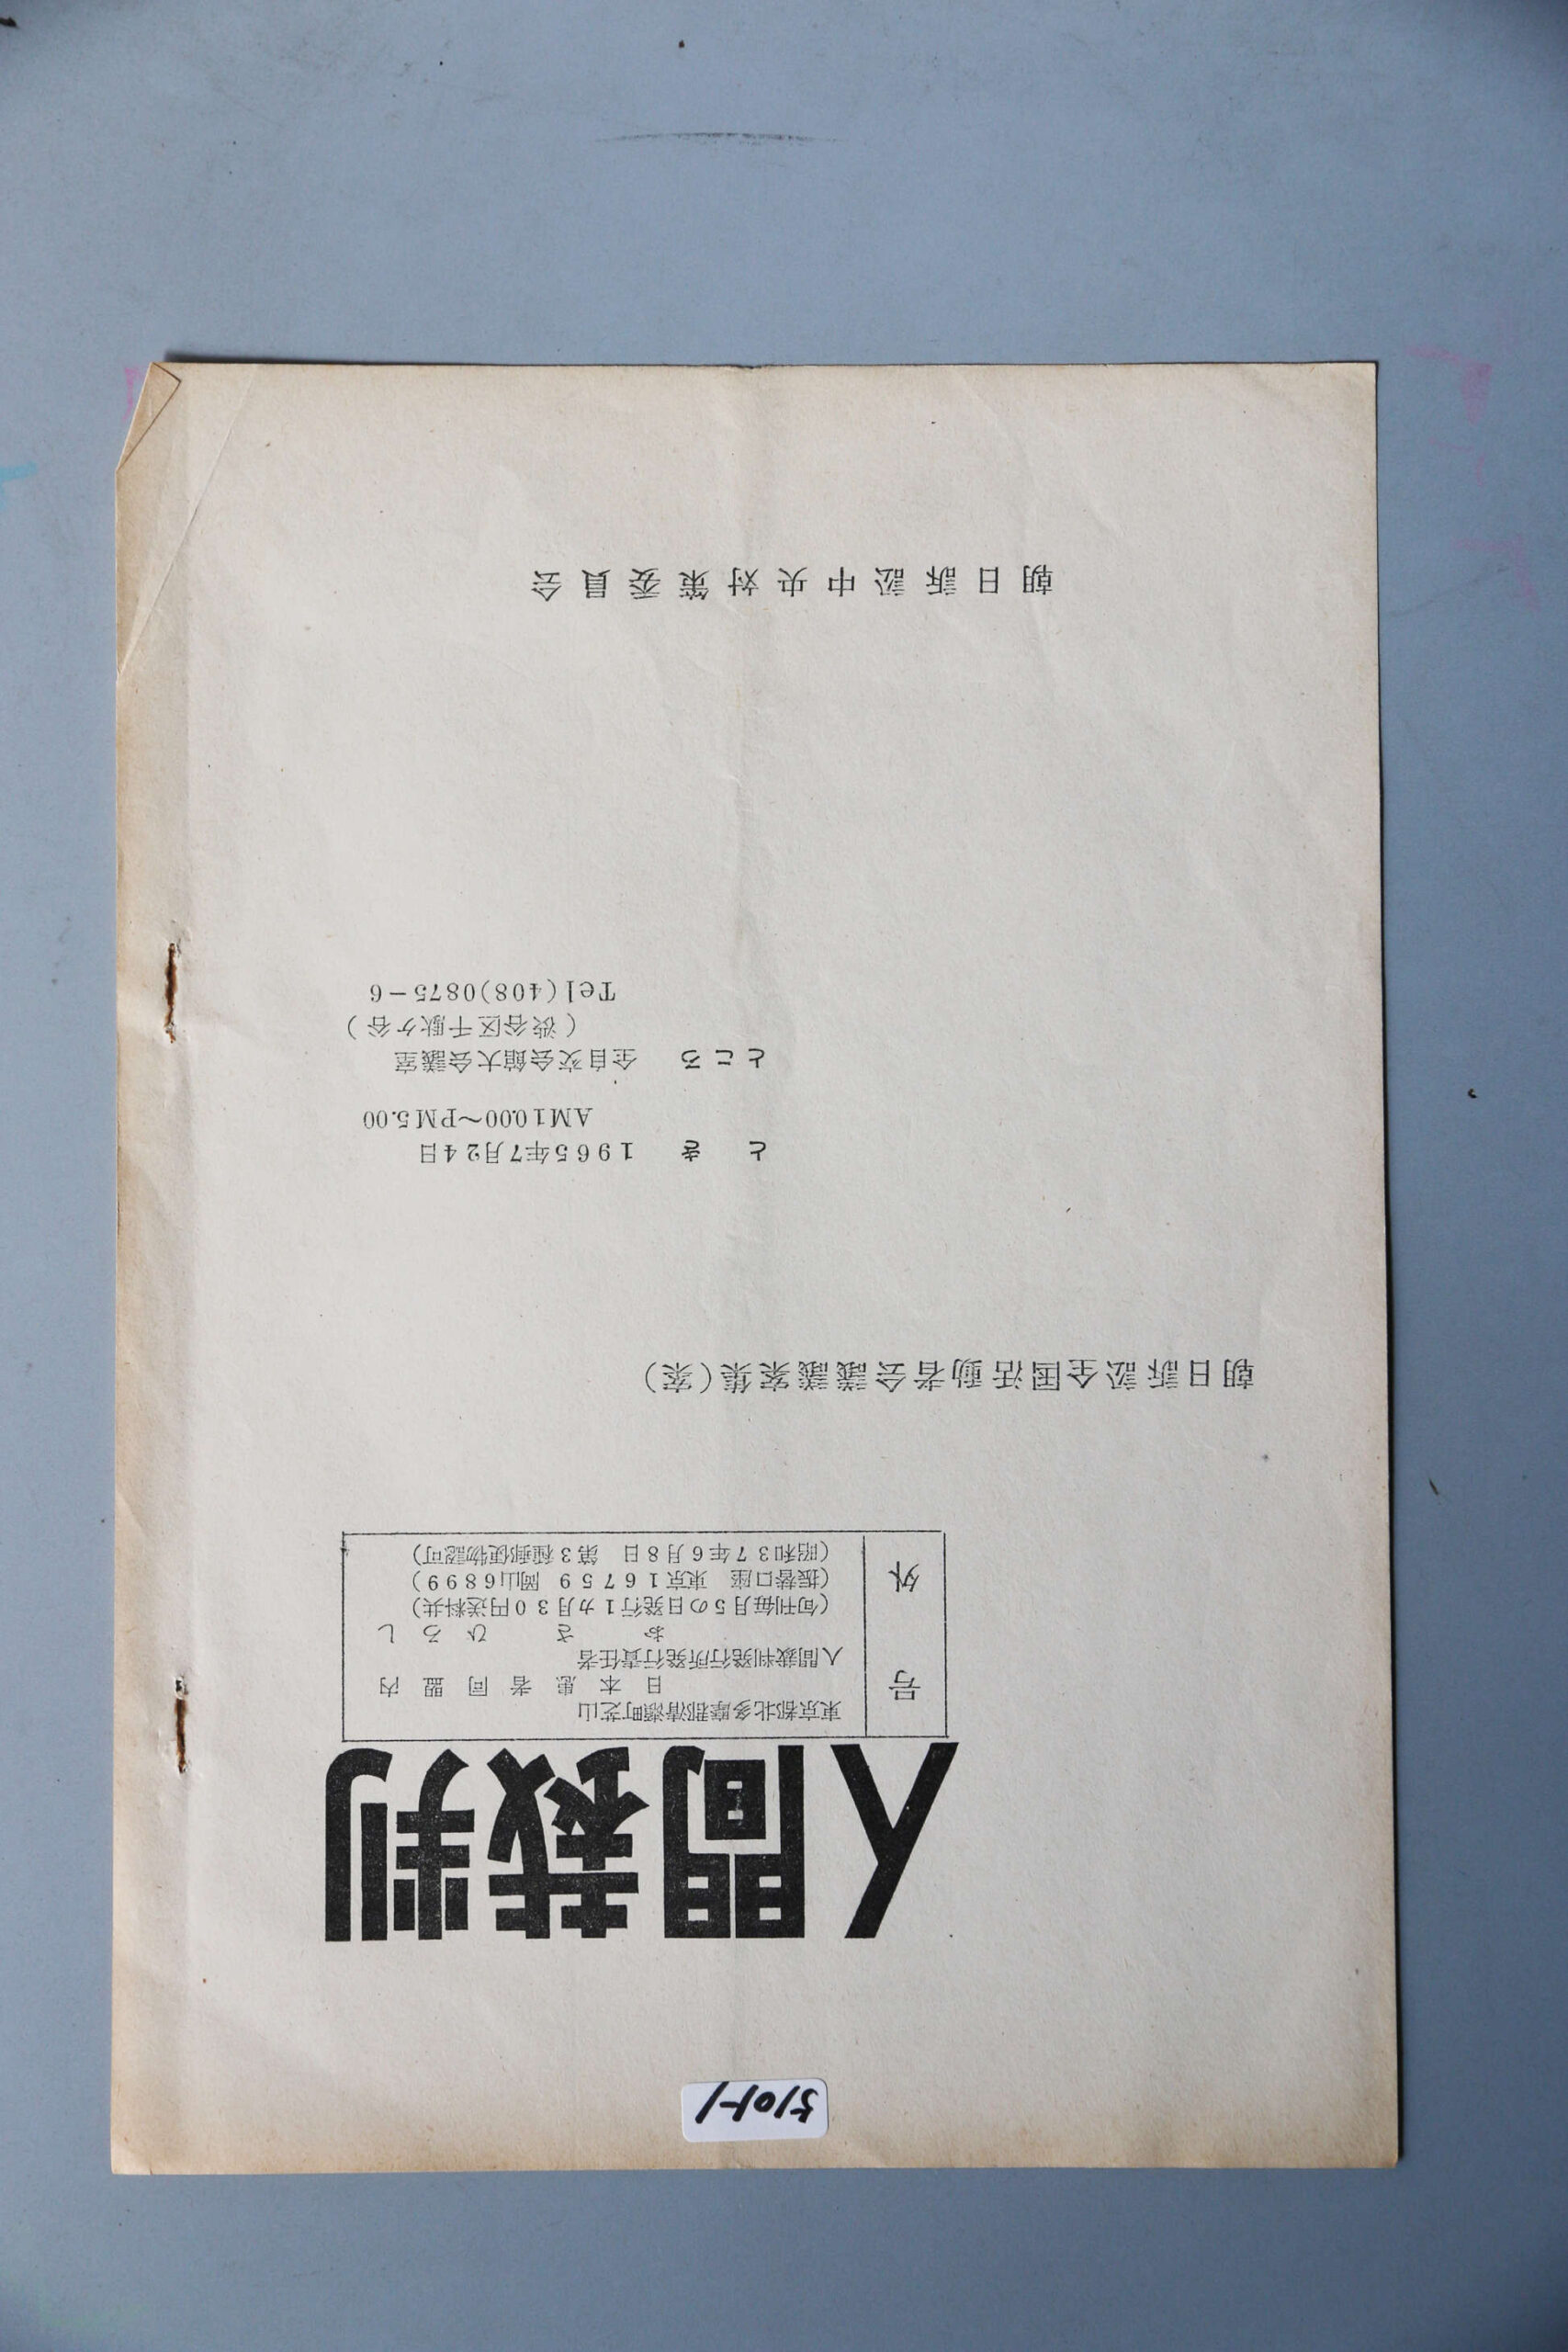 5101-1
人間裁判
号外
東京都北多摩郡清瀬町芝山
日本患者同盟内
人間裁判発行所発行責任者
おさ ひろし
(旬刊毎月5の日発行1カ月30円送料共)
(振替口座 東京16759 岡山6899)
(昭和37年6月8日 第3種郵便物認可)
朝日訴訟全国活動者会議議案集(案)
とき 1965年7月24日
AM10.00～PM5.00
ところ 全自交会館大会議室
(渋谷区千駄ケ谷)
Tel(408)0875-6
朝日訴訟中央対策委員会